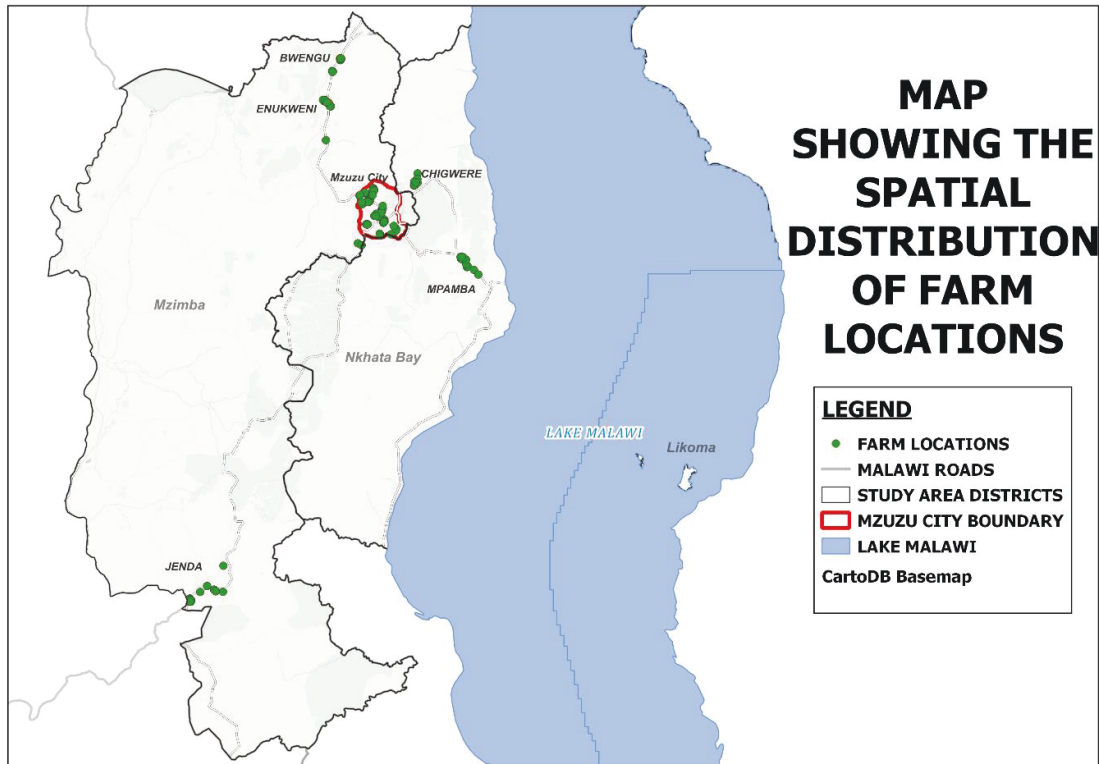 MAP
SHOWING THE
SPATIAL
DISTRIBUTION
OF FARM
LOCATIONS
BWENGU
ENUKWENI
Mzuzu City
CHIGWERE
MPAMBA
Mzimba
Nkhata Bay
LAKE MALAWI
Likoma
JENDA
LEGEND
FARM LOCATIONS
MALAWI ROADS
STUDY AREA DISTRICTS
MZUZU CITY BOUNDARY
LAKE MALAWI
CartoDB Basemap